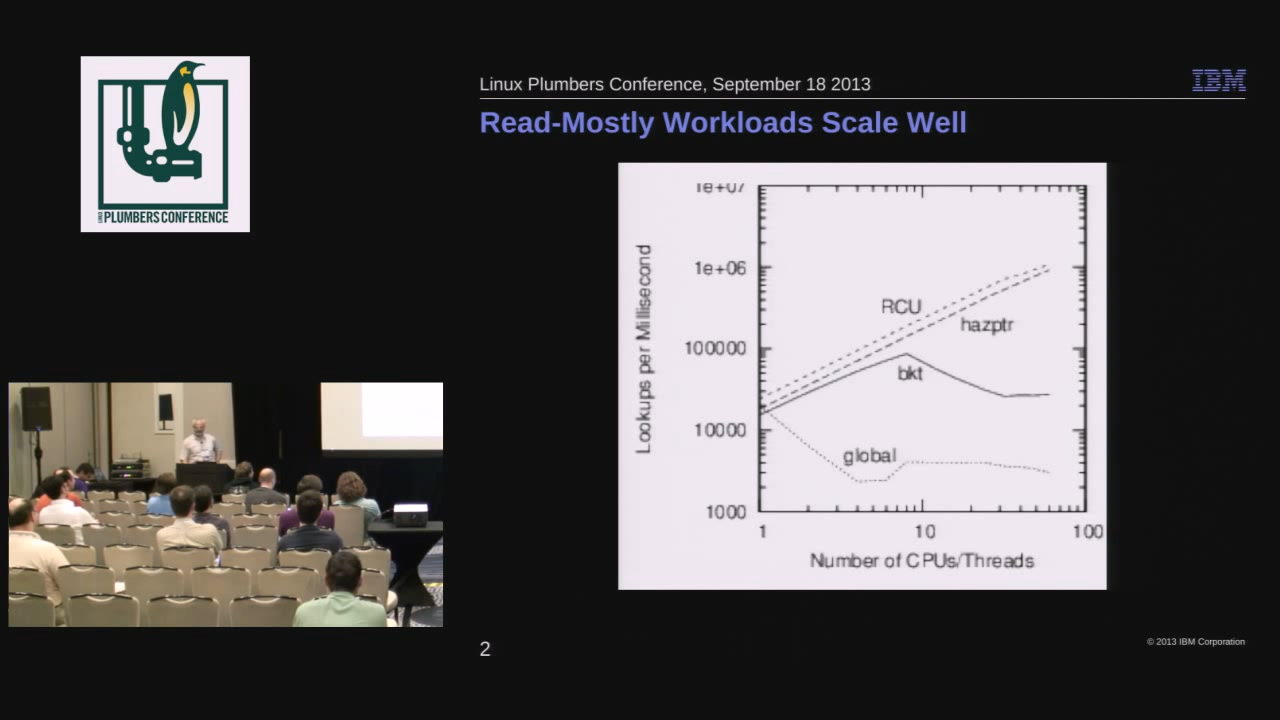 LINUX PLUMBERS CONFERENCE
Linux Plumbers Conference, September 18 2013
IBM
Read-Mostly Workloads Scale Well
1e+07
1e+06
100000
10000
1000
Lookups per Millisecond
RCU
hazptr
bkt
global
1 10 100
Number of CPUs/Threads
2
© 2013 IBM Corporation